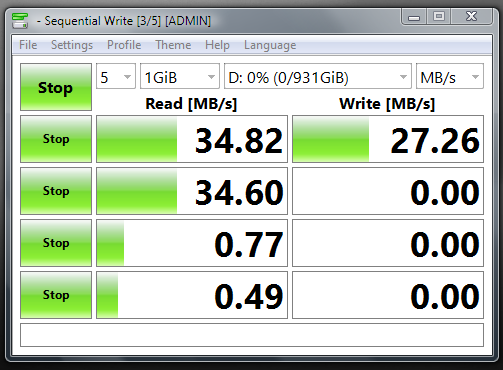 - Sequential Write [3/5] [ADMIN]
File Settings Profile Theme Help Language
Stop 5 1GiB D: 0% (0/931GiB) MB/s
Read [MB/s] Write [MB/s]
Stop 34.82 27.26
Stop 34.60 0.00
Stop 0.77 0.00
Stop 0.49 0.00